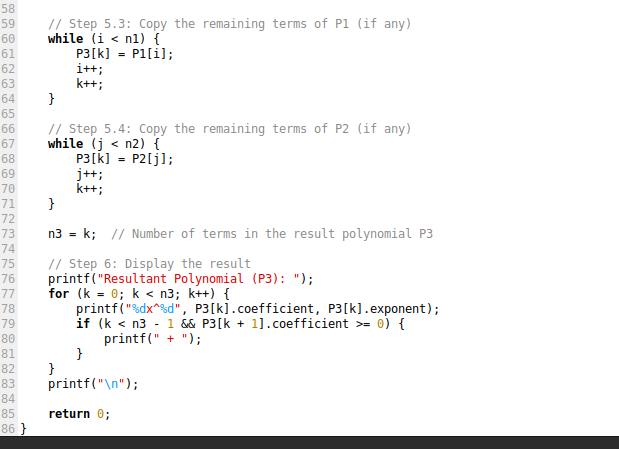 58
59     // Step 5.3: Copy the remaining terms of P1 (if any)
60     while (i < n1) {
61         P3[k] = P1[i];
62         i++;
63         k++;
64     }
65
66     // Step 5.4: Copy the remaining terms of P2 (if any)
67     while (j < n2) {
68         P3[k] = P2[j];
69         j++;
70         k++;
71     }
72
73     n3 = k;  // Number of terms in the result polynomial P3
74
75     // Step 6: Display the result
76     printf("Resultant Polynomial (P3): ");
77     for (k = 0; k < n3; k++) {
78         printf("%dx^%d", P3[k].coefficient, P3[k].exponent);
79         if (k < n3 - 1 && P3[k + 1].coefficient >= 0) {
80             printf(" + ");
81         }
82     }
83     printf("\n");
84
85     return 0;
86 }